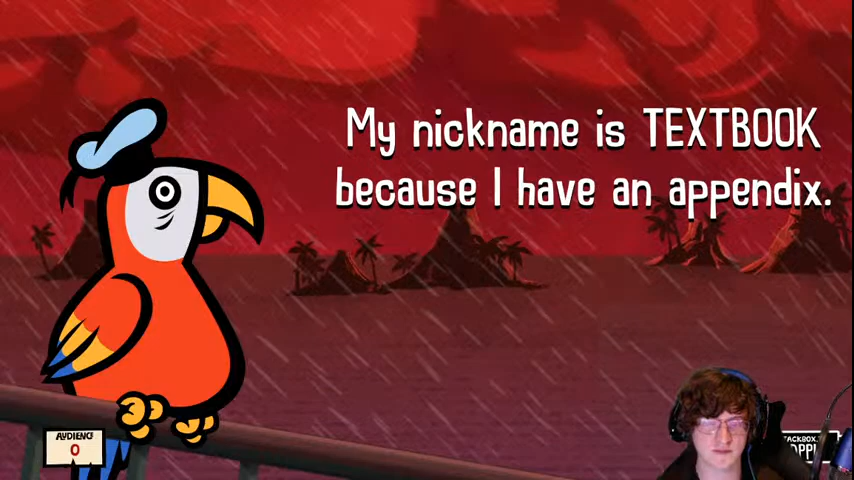 My nickname is TEXTBOOK
because I have an appendix.
AUDIENCE
0